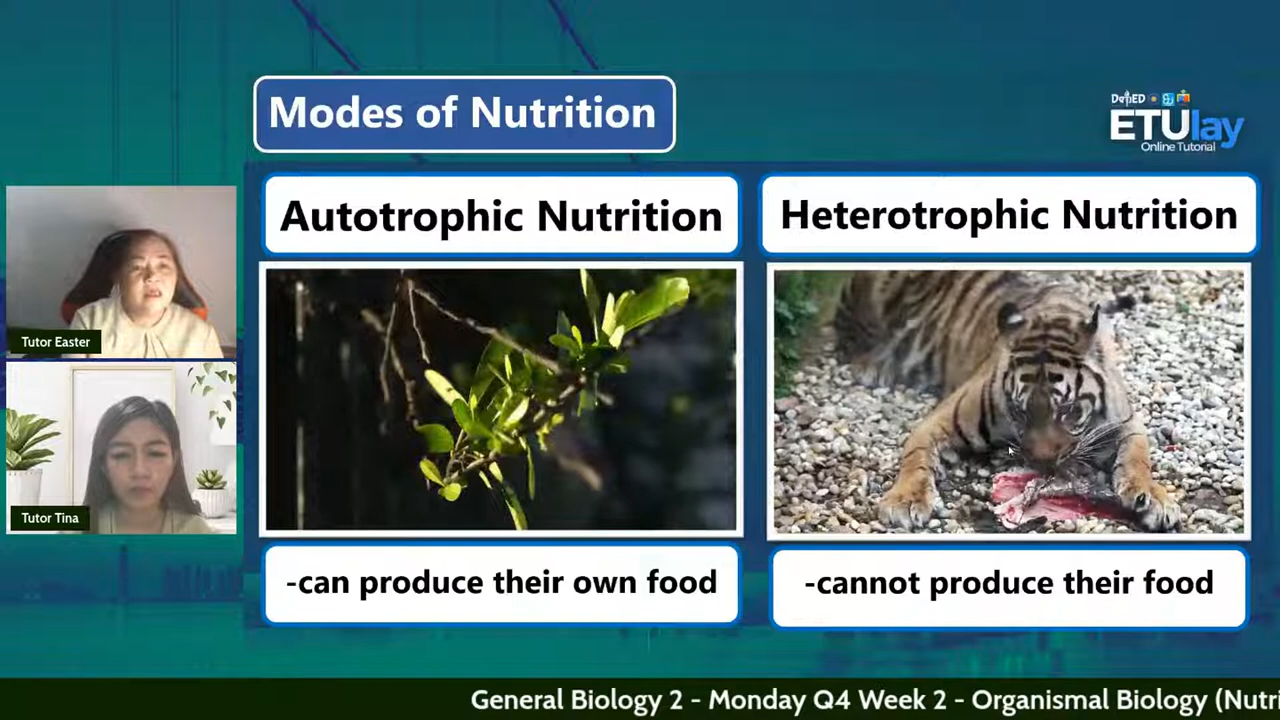 Modes of Nutrition
DepED
ETUlay
Online Tutorial
Autotrophic Nutrition
Heterotrophic Nutrition
Tutor Easter
Tutor Tina
-can produce their own food
-cannot produce their food
General Biology 2 - Monday Q4 Week 2 - Organismal Biology (Nutri